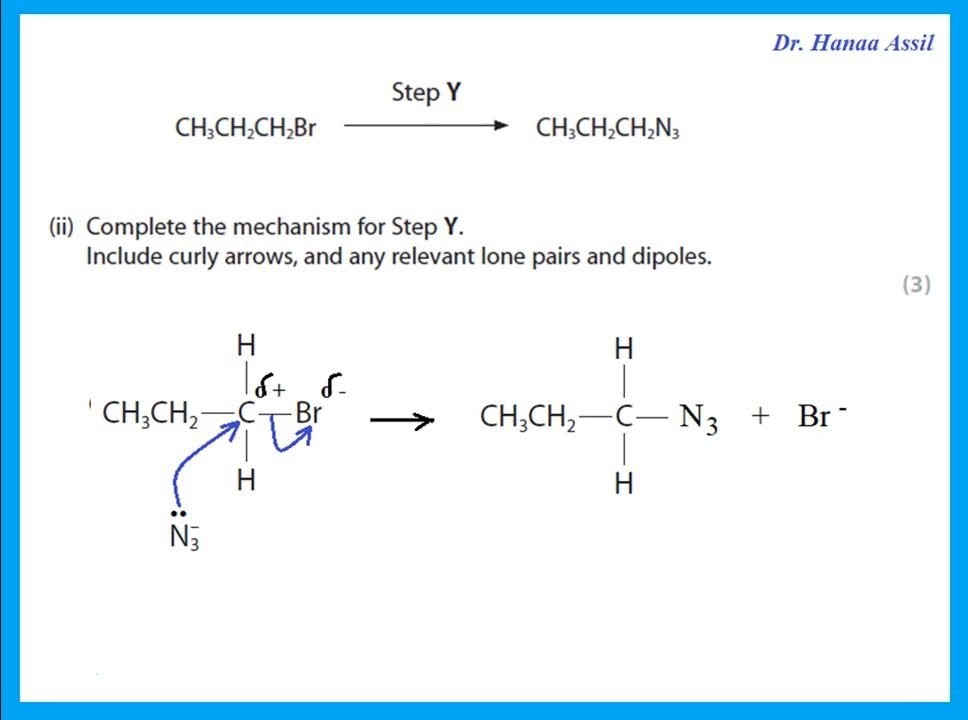 Dr. Hanaa Assil
Step Y
CH₃CH₂CH₂Br ⟶ CH₃CH₂CH₂N₃
(ii) Complete the mechanism for Step Y.
Include curly arrows, and any relevant lone pairs and dipoles.
(3)
H H
δ+ δ-
CH₃CH₂—C—Br ⟶ CH₃CH₂—C—N₃ + Br⁻
H H
N₃⁻